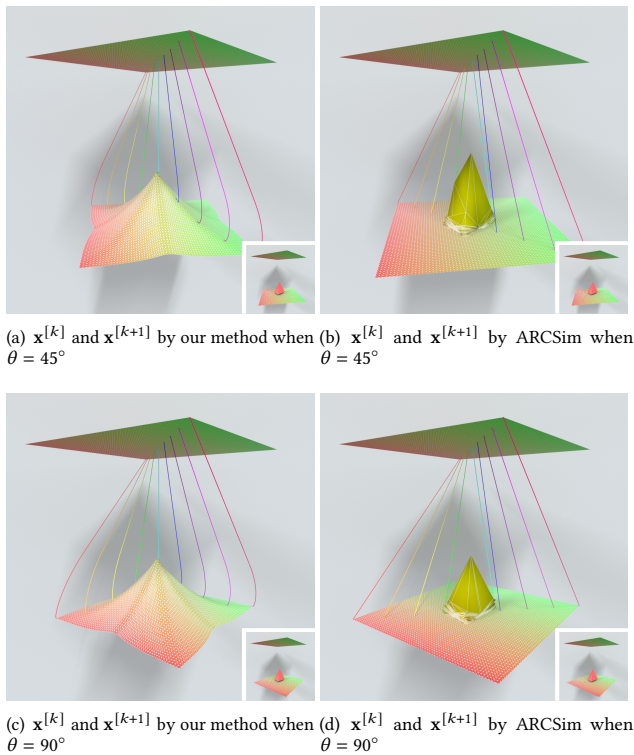 (a) x^[k] and x^[k+1] by our method when
θ = 45°
(b) x^[k] and x^[k+1] by ARCSim when
θ = 45°
(c) x^[k] and x^[k+1] by our method when
θ = 90°
(d) x^[k] and x^[k+1] by ARCSim when
θ = 90°